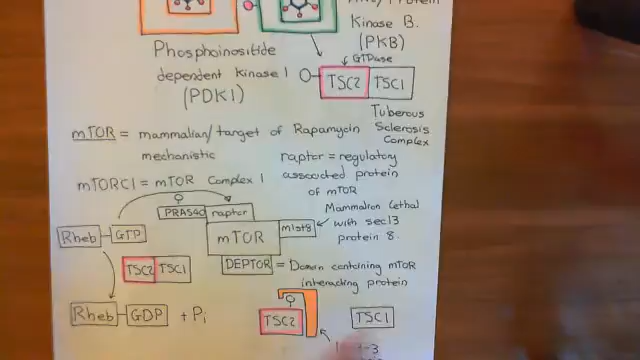 Kinase B.
(PKB)
Phosphoinositide
dependent kinase 1
(PDK1)
GTPase
TSC2 TSC1
Tuberous
Sclerosis
Complex
mTOR = mammalian/ target of Rapamycin
mechanistic
raptor = regulatory
associated protein
of mTOR
mTORC1 = mTOR Complex 1
PRAS40 raptor
Rheb GTP
mTOR
mlst8
Mammalian Lethal
with sec13
protein 8.
TSC2 TSC1
DEPTOR = Domain containing mTOR
interacting protein
Rheb GDP + Pi
TSC2
TSC1